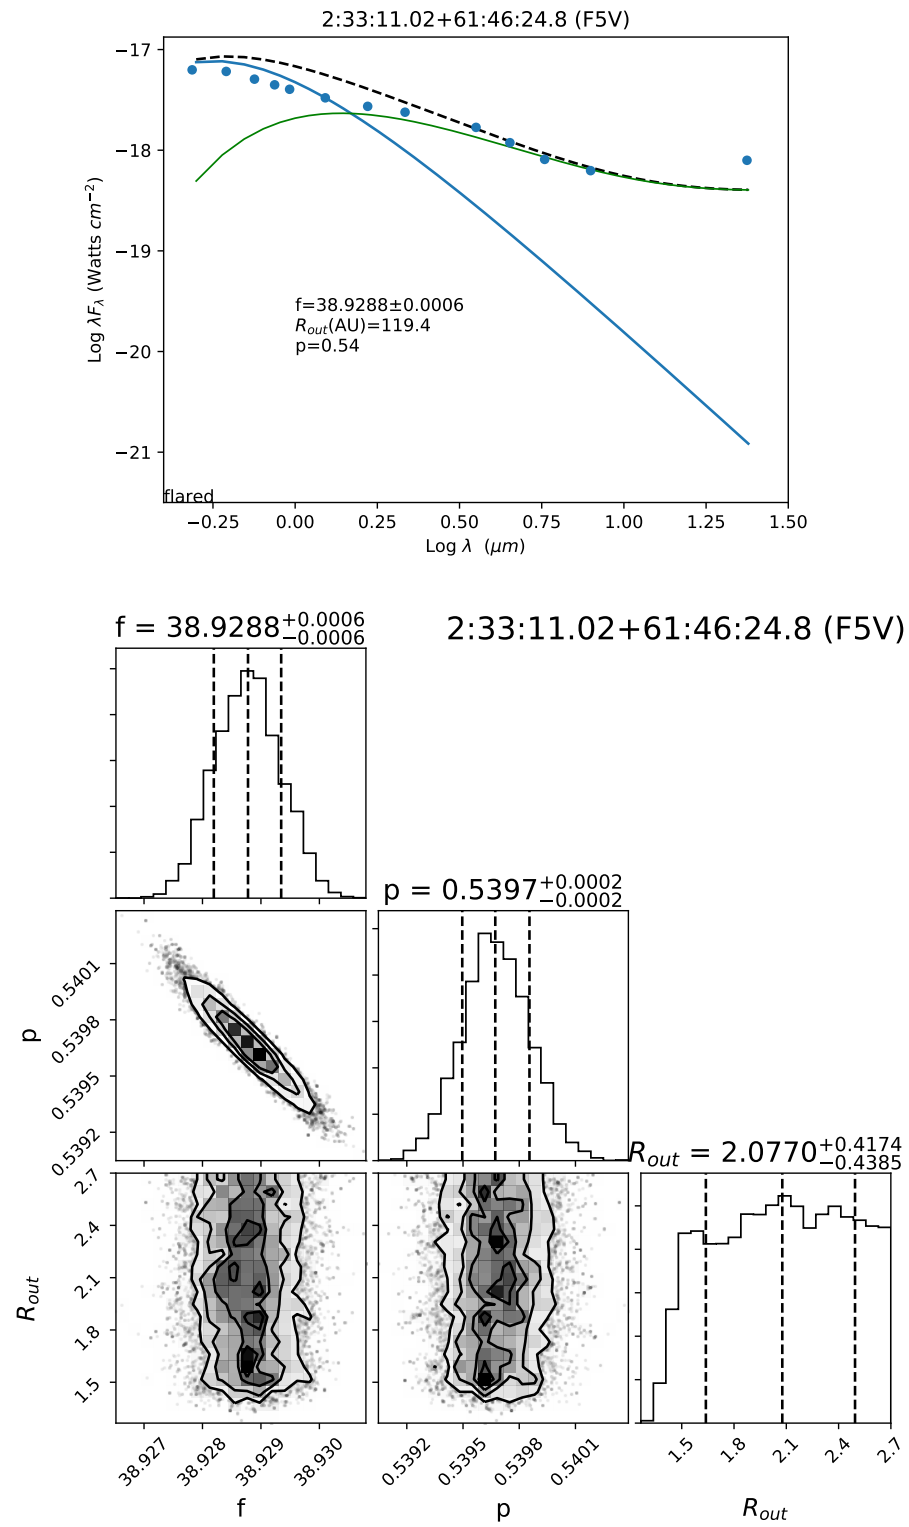 2:33:11.02+61:46:24.8 (F5V)
−17
−18
−19
−20
−21
Log λF_λ (Watts cm⁻²)
f=38.9288±0.0006
R_out(AU)=119.4
p=0.54
flared
−0.25 0.00 0.25 0.50 0.75 1.00 1.25 1.50
Log λ (μm)
2:33:11.02+61:46:24.8 (F5V)
f = 38.9288+0.0006 −0.0006
p = 0.5397+0.0002 −0.0002
p
0.5401
0.5398
0.5395
0.5392
R_out = 2.0770+0.4174 −0.4385
R_out
2.7
2.4
2.1
1.8
1.5
38.927 38.928 38.929 38.930
0.5392 0.5395 0.5398 0.5401
1.5 1.8 2.1 2.4 2.7
f
p
R_out